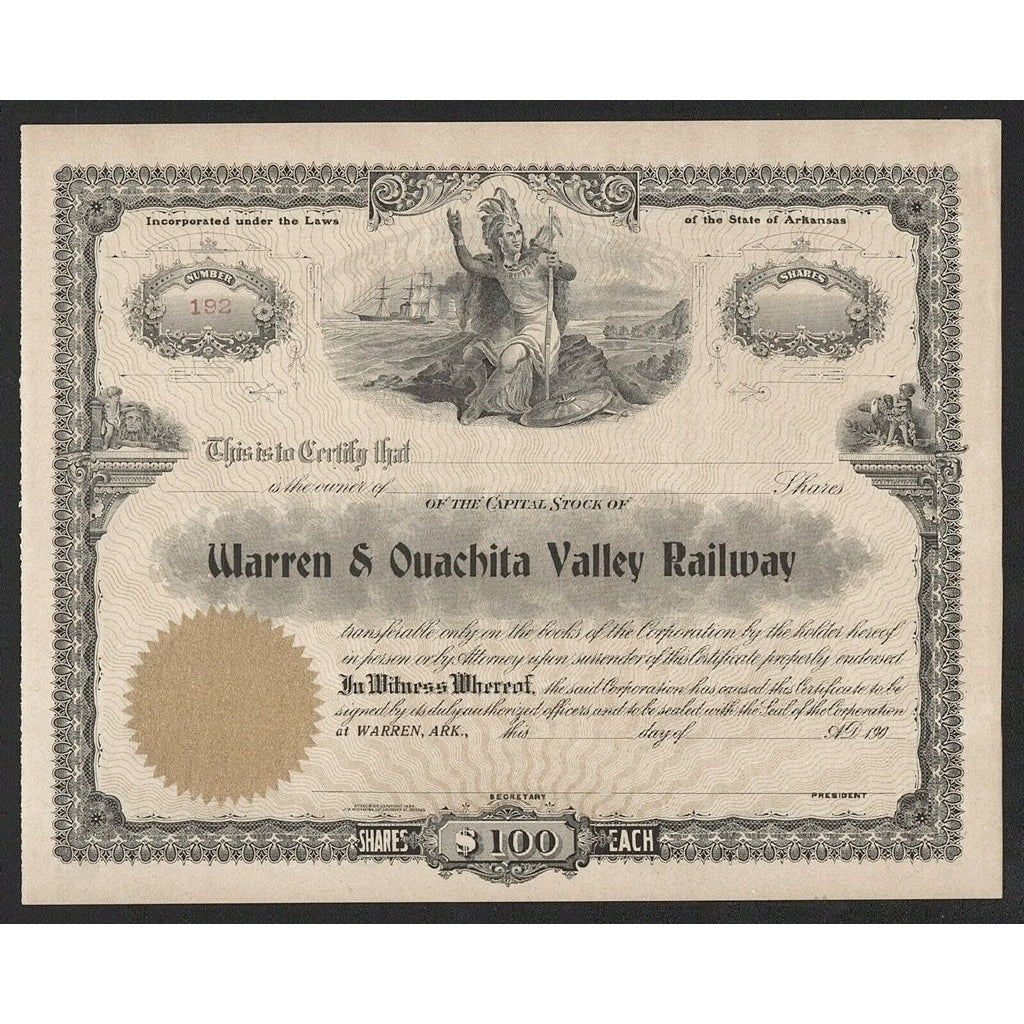 Incorporated under the Laws of the State of Arkansas
NUMBER
192
SHARES
This is to Certify that
is the owner of Shares
OF THE CAPITAL STOCK OF
Warren & Ouachita Valley Railway
transferable only on the books of the Corporation by the holder hereof
in person or by Attorney upon surrender of this Certificate properly endorsed
In Witness Whereof, the said Corporation has caused this Certificate to be
signed by its duly authorized officers and to be sealed with the Seal of the Corporation
at WARREN, ARK., this day of A.D. 190
SECRETARY PRESIDENT
SHARES $100 EACH